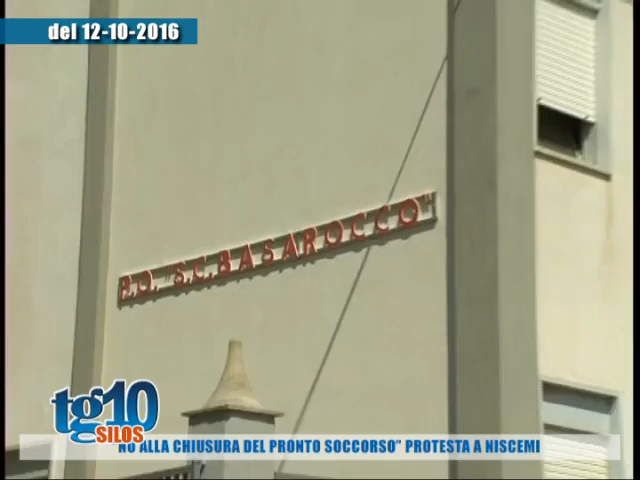 del 12-10-2016
P.O. "S.C. BASAROCCO"
tg10
SILOS
"NO ALLA CHIUSURA DEL PRONTO SOCCORSO" PROTESTA A NISCEMI